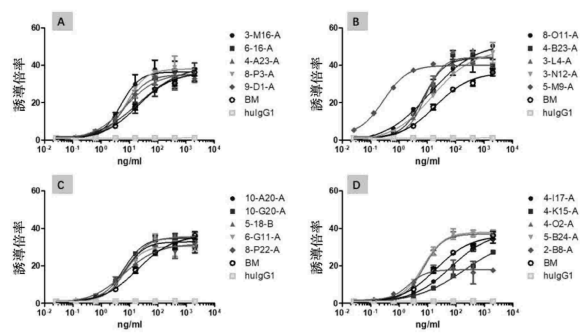 A
誘導倍率
60
40
20
0
10-2 10-1 100 101 102 103 104
ng/ml
3-M16-A
6-16-A
4-A23-A
8-P3-A
9-D1-A
BM
huIgG1
B
誘導倍率
60
40
20
0
10-2 10-1 100 101 102 103 104
ng/ml
8-O11-A
4-B23-A
3-L4-A
3-N12-A
5-M9-A
BM
huIgG1
C
誘導倍率
60
40
20
0
10-2 10-1 100 101 102 103 104
ng/ml
10-A20-A
10-G20-A
5-18-B
6-G11-A
8-P22-A
BM
huIgG1
D
誘導倍率
60
40
20
0
10-2 10-1 100 101 102 103 104
ng/ml
4-I17-A
4-K15-A
4-O2-A
5-B24-A
2-B8-A
BM
huIgG1